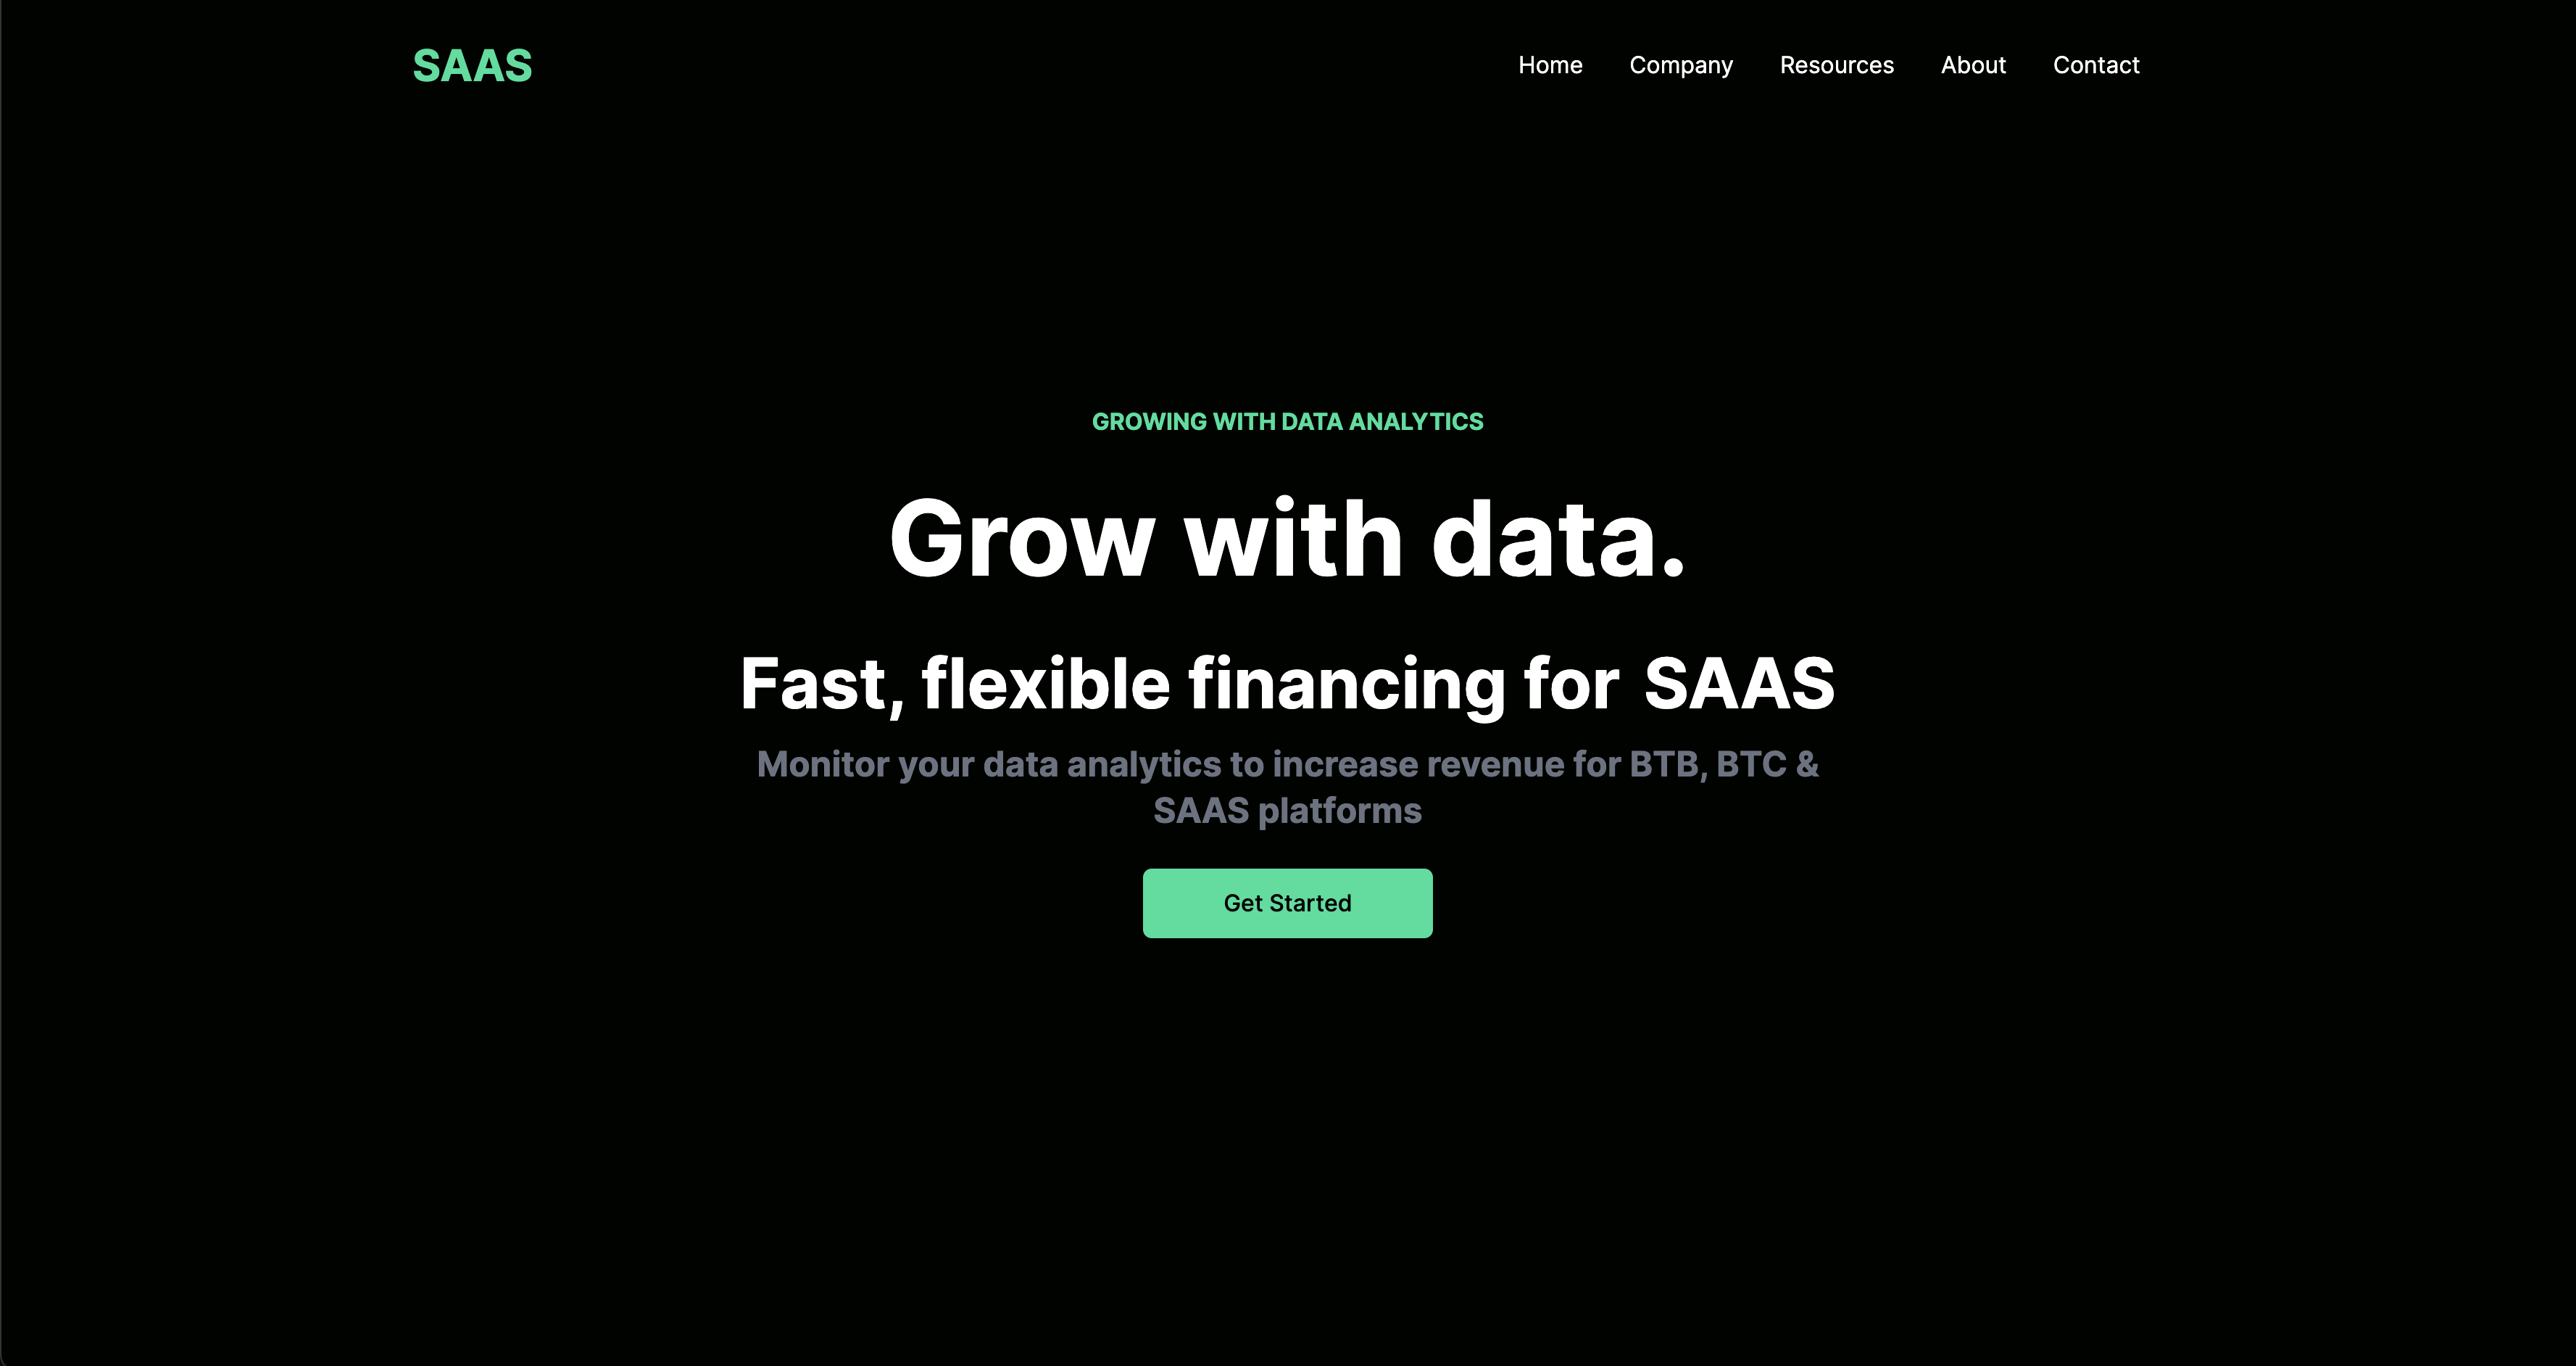 SAAS
Home Company Resources About Contact
GROWING WITH DATA ANALYTICS
Grow with data.
Fast, flexible financing for SAAS
Monitor your data analytics to increase revenue for BTB, BTC &
SAAS platforms
Get Started